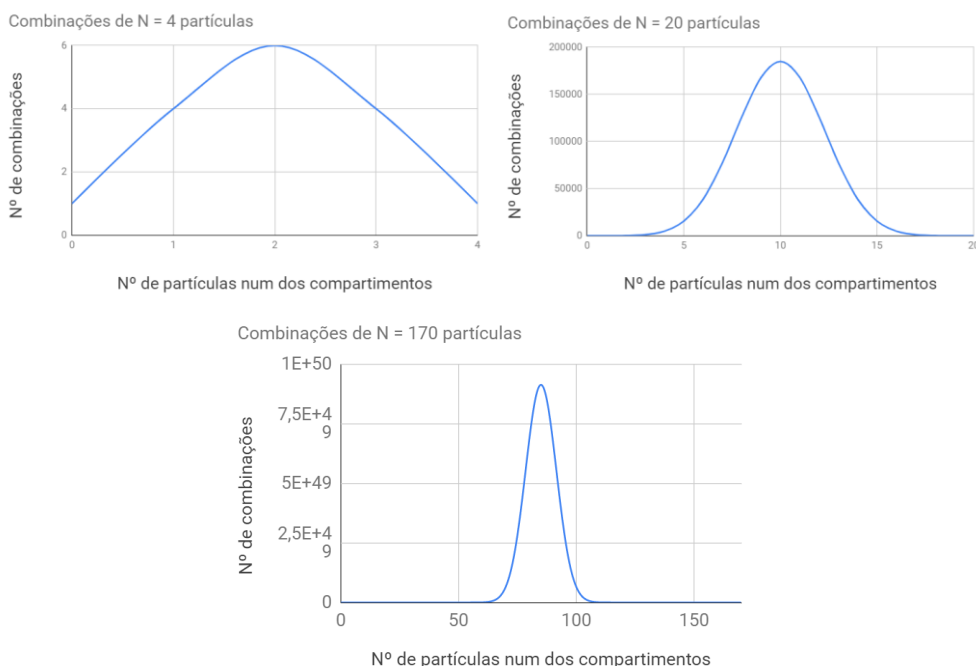 Combinações de N = 4 partículas
Nº de combinações
6
4
2
0
0 1 2 3 4
Nº de partículas num dos compartimentos
Combinações de N = 20 partículas
Nº de combinações
200000
150000
100000
50000
0
0 5 10 15 20
Nº de partículas num dos compartimentos
Combinações de N = 170 partículas
Nº de combinações
1E+50
7,5E+4
9
5E+49
2,5E+4
9
0
0 50 100 150
Nº de partículas num dos compartimentos